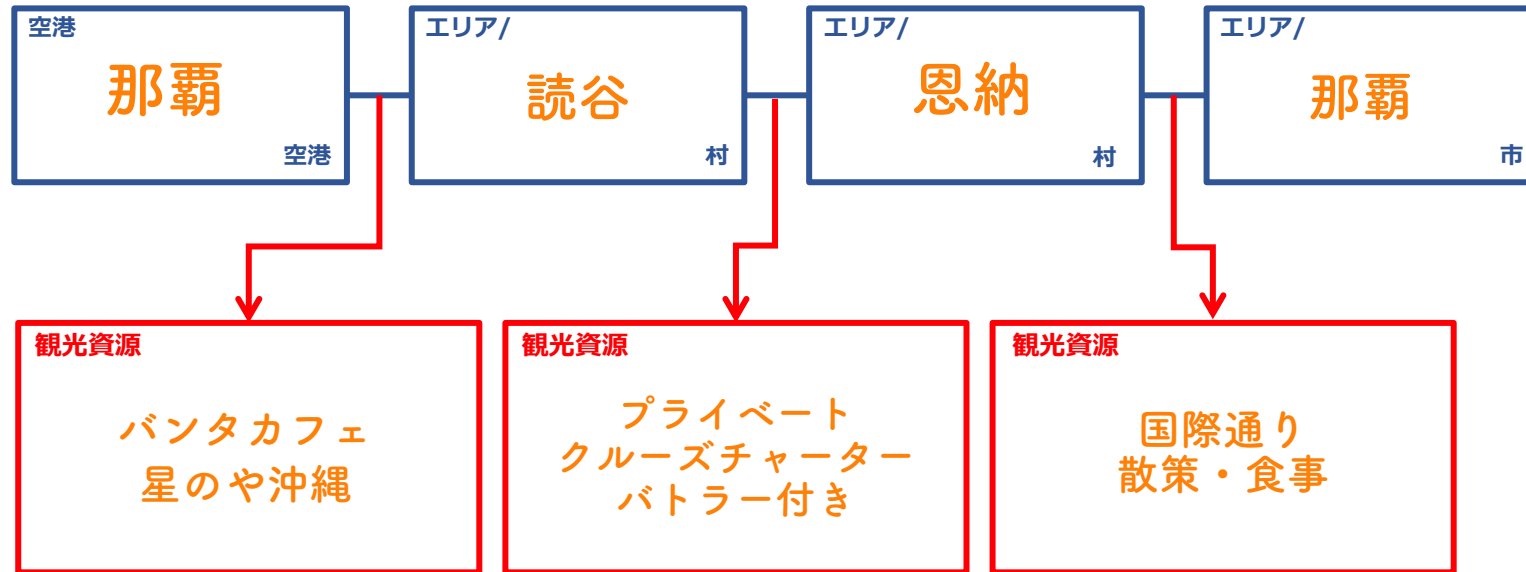 空港
那覇
空港
エリア/
読谷
村
エリア/
恩納
村
エリア/
那覇
市
観光資源
バンタカフェ
星のや沖縄
観光資源
プライベート
クルーズチャーター
バトラー付き
観光資源
国際通り
散策・食事